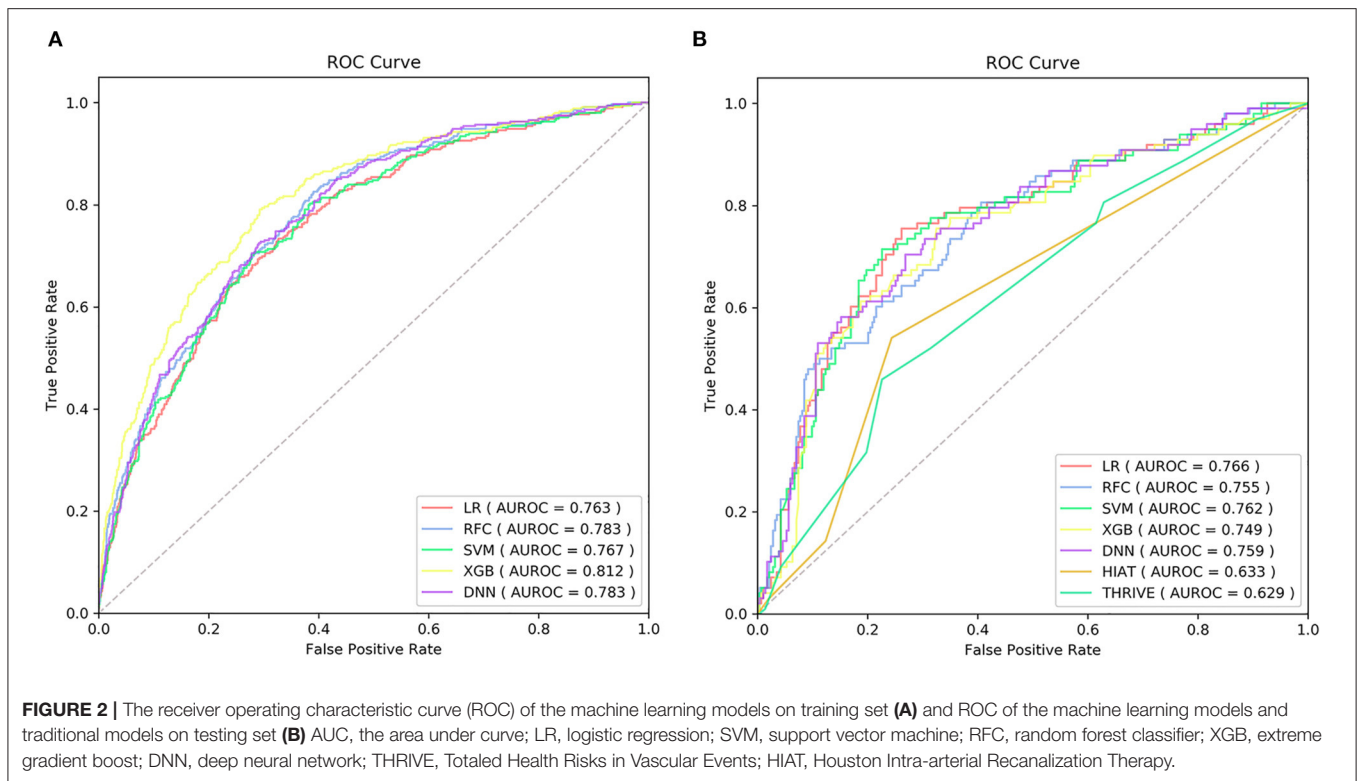 A
ROC Curve
1.0
0.8
0.6
0.4
0.2
0.0
True Positive Rate
LR ( AUROC = 0.763 )
RFC ( AUROC = 0.783 )
SVM ( AUROC = 0.767 )
XGB ( AUROC = 0.812 )
DNN ( AUROC = 0.783 )
0.0 0.2 0.4 0.6 0.8 1.0
False Positive Rate
B
ROC Curve
1.0
0.8
0.6
0.4
0.2
0.0
True Positive Rate
LR ( AUROC = 0.766 )
RFC ( AUROC = 0.755 )
SVM ( AUROC = 0.762 )
XGB ( AUROC = 0.749 )
DNN ( AUROC = 0.759 )
HIAT ( AUROC = 0.633 )
THRIVE ( AUROC = 0.629 )
0.0 0.2 0.4 0.6 0.8 1.0
False Positive Rate
FIGURE 2 | The receiver operating characteristic curve (ROC) of the machine learning models on training set (A) and ROC of the machine learning models and
traditional models on testing set (B) AUC, the area under curve; LR, logistic regression; SVM, support vector machine; RFC, random forest classifier; XGB, extreme
gradient boost; DNN, deep neural network; THRIVE, Totaled Health Risks in Vascular Events; HIAT, Houston Intra-arterial Recanalization Therapy.